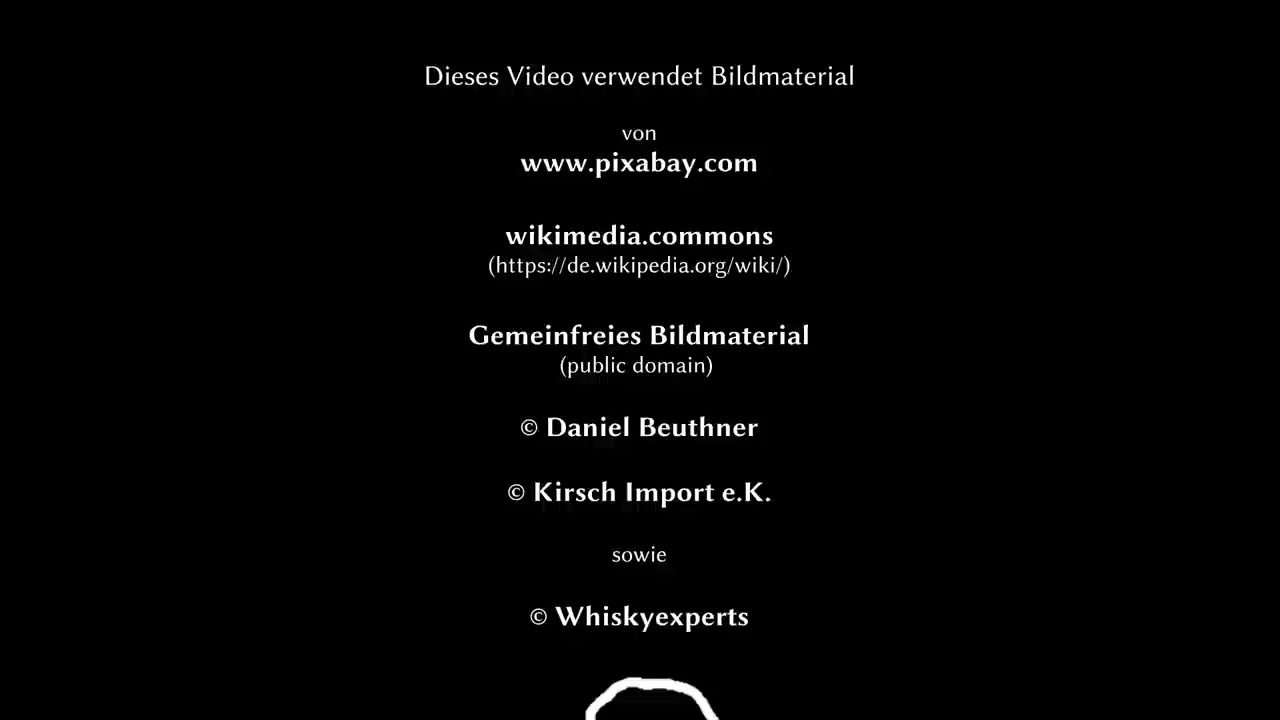 Dieses Video verwendet Bildmaterial
von
www.pixabay.com
wikimedia.commons
(https://de.wikipedia.org/wiki/)
Gemeinfreies Bildmaterial
(public domain)
© Daniel Beuthner
© Kirsch Import e.K.
sowie
© Whiskyexperts